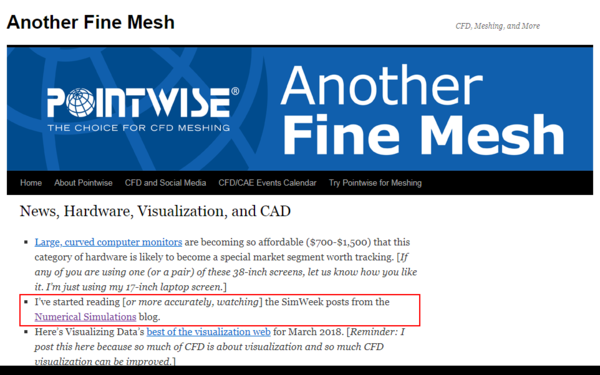 Another Fine Mesh
CFD, Meshing, and More
POINTWISE®
THE CHOICE FOR CFD MESHING
Another
Fine Mesh
Home About Pointwise CFD and Social Media CFD/CAE Events Calendar Try Pointwise for Meshing
News, Hardware, Visualization, and CAD
▪ Large, curved computer monitors are becoming so affordable ($700-$1,500) that this
category of hardware is likely to become a special market segment worth tracking. [If
any of you are using one (or a pair) of these 38-inch screens, let us know how you like
it. I'm just using my 17-inch laptop screen.]
▪ I've started reading [or more accurately, watching] the SimWeek posts from the
Numerical Simulations blog.
▪ Here's Visualizing Data's best of the visualization web for March 2018. [Reminder: I
post this here because so much of CFD is about visualization and so much CFD
visualization can be improved.]